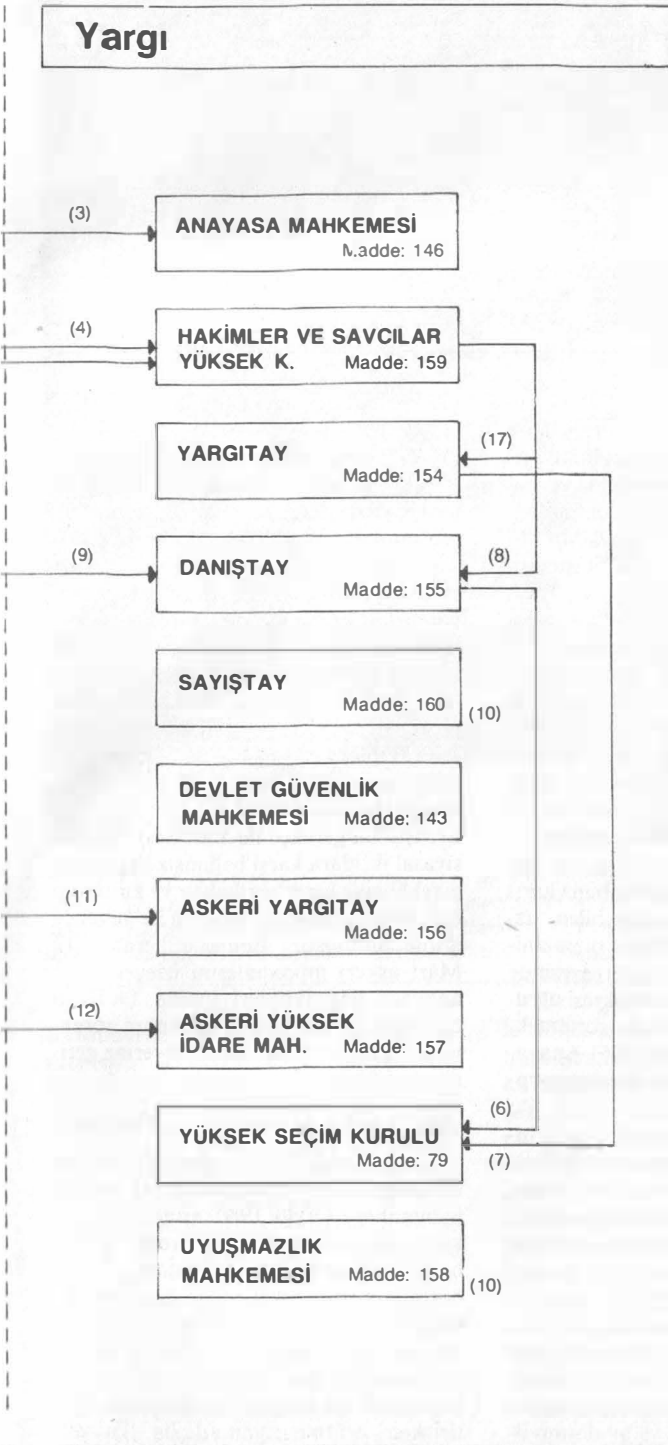 Yargı
(3)
ANAYASA MAHKEMESİ
Madde: 146
(4)
HAKİMLER VE SAVCILAR
YÜKSEK K. Madde: 159
YARGITAY
(17)
Madde: 154
(9)
DANIŞTAY
(8)
Madde: 155
SAYIŞTAY
Madde: 160
(10)
DEVLET GÜVENLİK
MAHKEMESİ Madde: 143
(11)
ASKERİ YARGITAY
Madde: 156
(12)
ASKERİ YÜKSEK
İDARE MAH. Madde: 157
(6)
YÜKSEK SEÇİM KURULU
Madde: 79
(7)
UYUŞMAZLIK
MAHKEMESİ Madde: 158
(10)